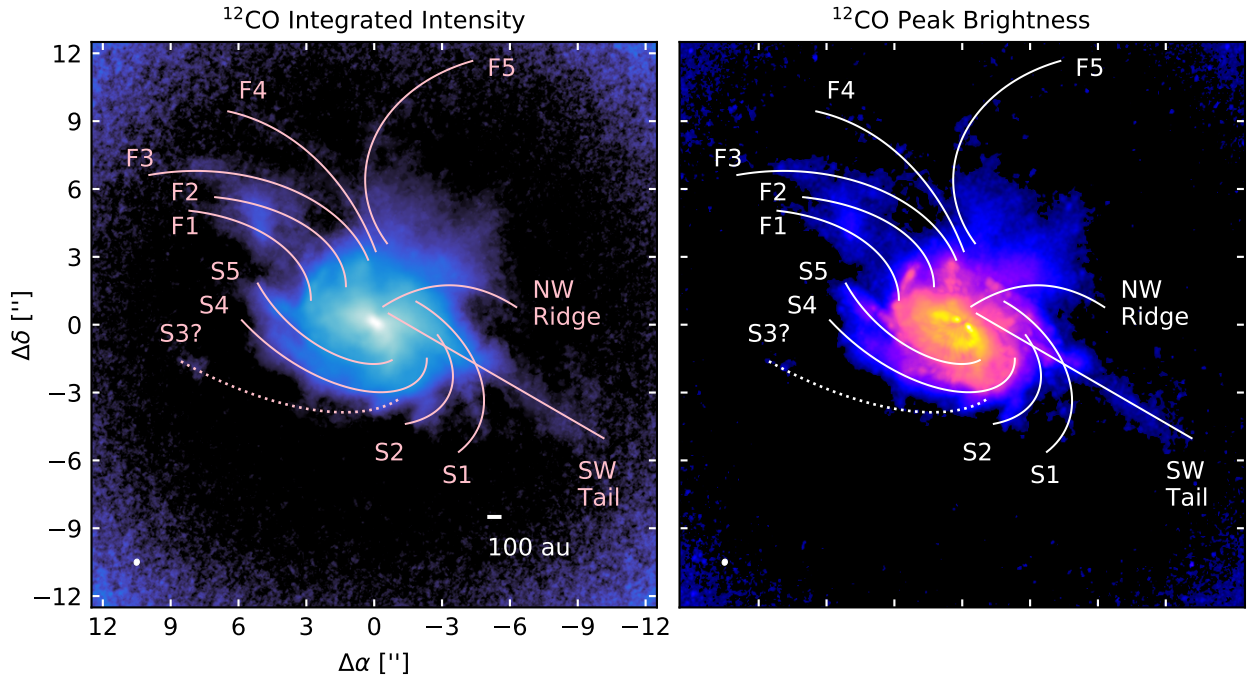 ¹²CO Integrated Intensity
¹²CO Peak Brightness
F5
F4
F3
F2
F1
S5
S4
S3?
NW
Ridge
S2
S1
SW
Tail
100 au
12
9
6
3
0
−3
−6
−9
−12
Δδ ['']
12
9
6
3
0
−3
−6
−9
−12
Δα ['']
F5
F4
F3
F2
F1
S5
S4
S3?
NW
Ridge
S2
S1
SW
Tail